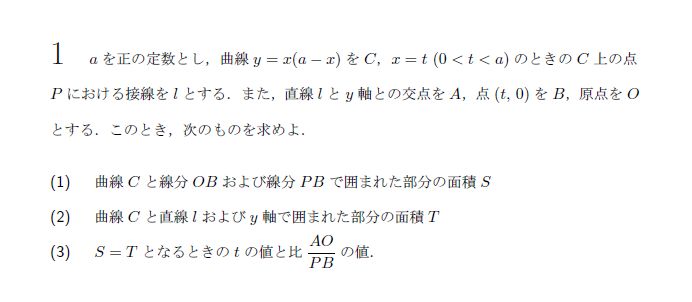 1 aを正の定数とし，曲線 y = x(a − x) を C，x = t (0 < t < a) のときの C 上の点
P における接線を l とする．また，直線 l と y 軸との交点を A，点 (t, 0) を B，原点を O
とする．このとき，次のものを求めよ．
(1) 曲線 C と線分 OB および線分 PB で囲まれた部分の面積 S
(2) 曲線 C と直線 l および y 軸で囲まれた部分の面積 T
(3) S = T となるときの t の値と比 AO/PB の値．